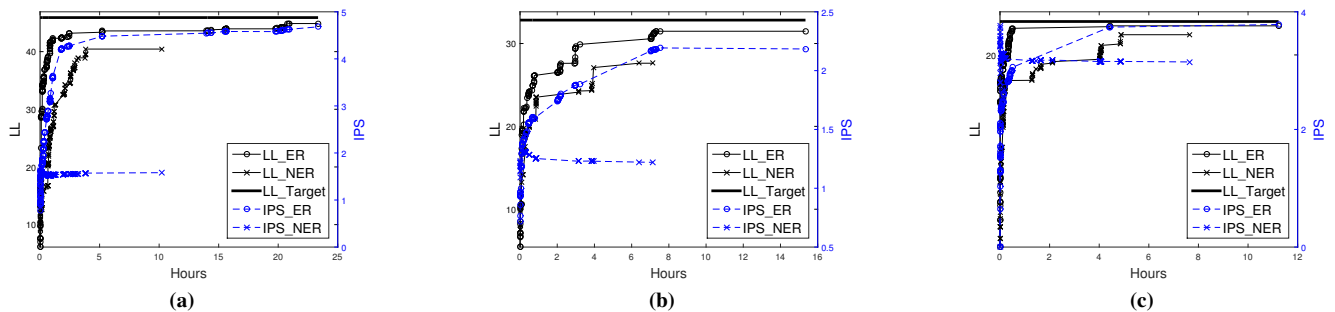 LL
40
30
20
10
0
5
10
15
20
25
Hours
5
4
3
2
1
0
IPS
LL_ER
LL_NER
LL_Target
IPS_ER
IPS_NER
(a)
LL
30
20
10
0
2
4
6
8
10
12
14
16
Hours
2.5
2
1.5
1
0.5
IPS
LL_ER
LL_NER
LL_Target
IPS_ER
IPS_NER
(b)
LL
20
0
2
4
6
8
10
12
Hours
4
2
0
IPS
LL_ER
LL_NER
LL_Target
IPS_ER
IPS_NER
(c)